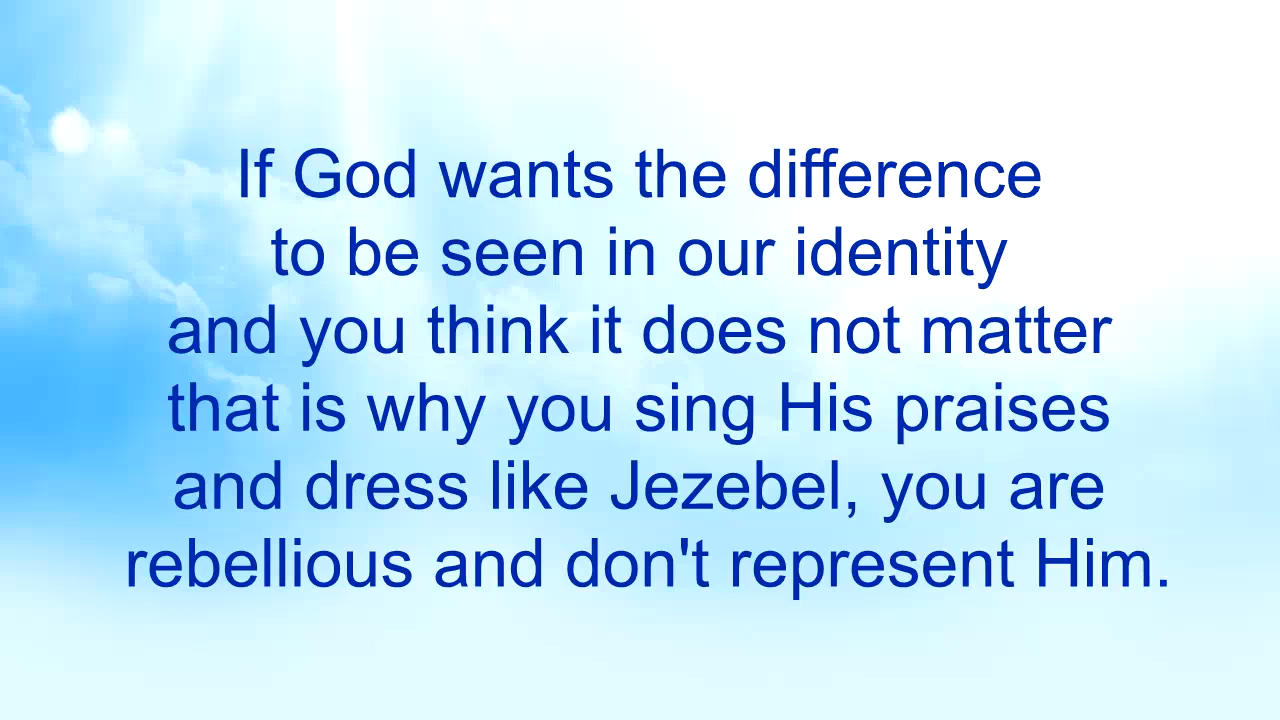 If God wants the difference
to be seen in our identity
and you think it does not matter
that is why you sing His praises
and dress like Jezebel, you are
rebellious and don't represent Him.